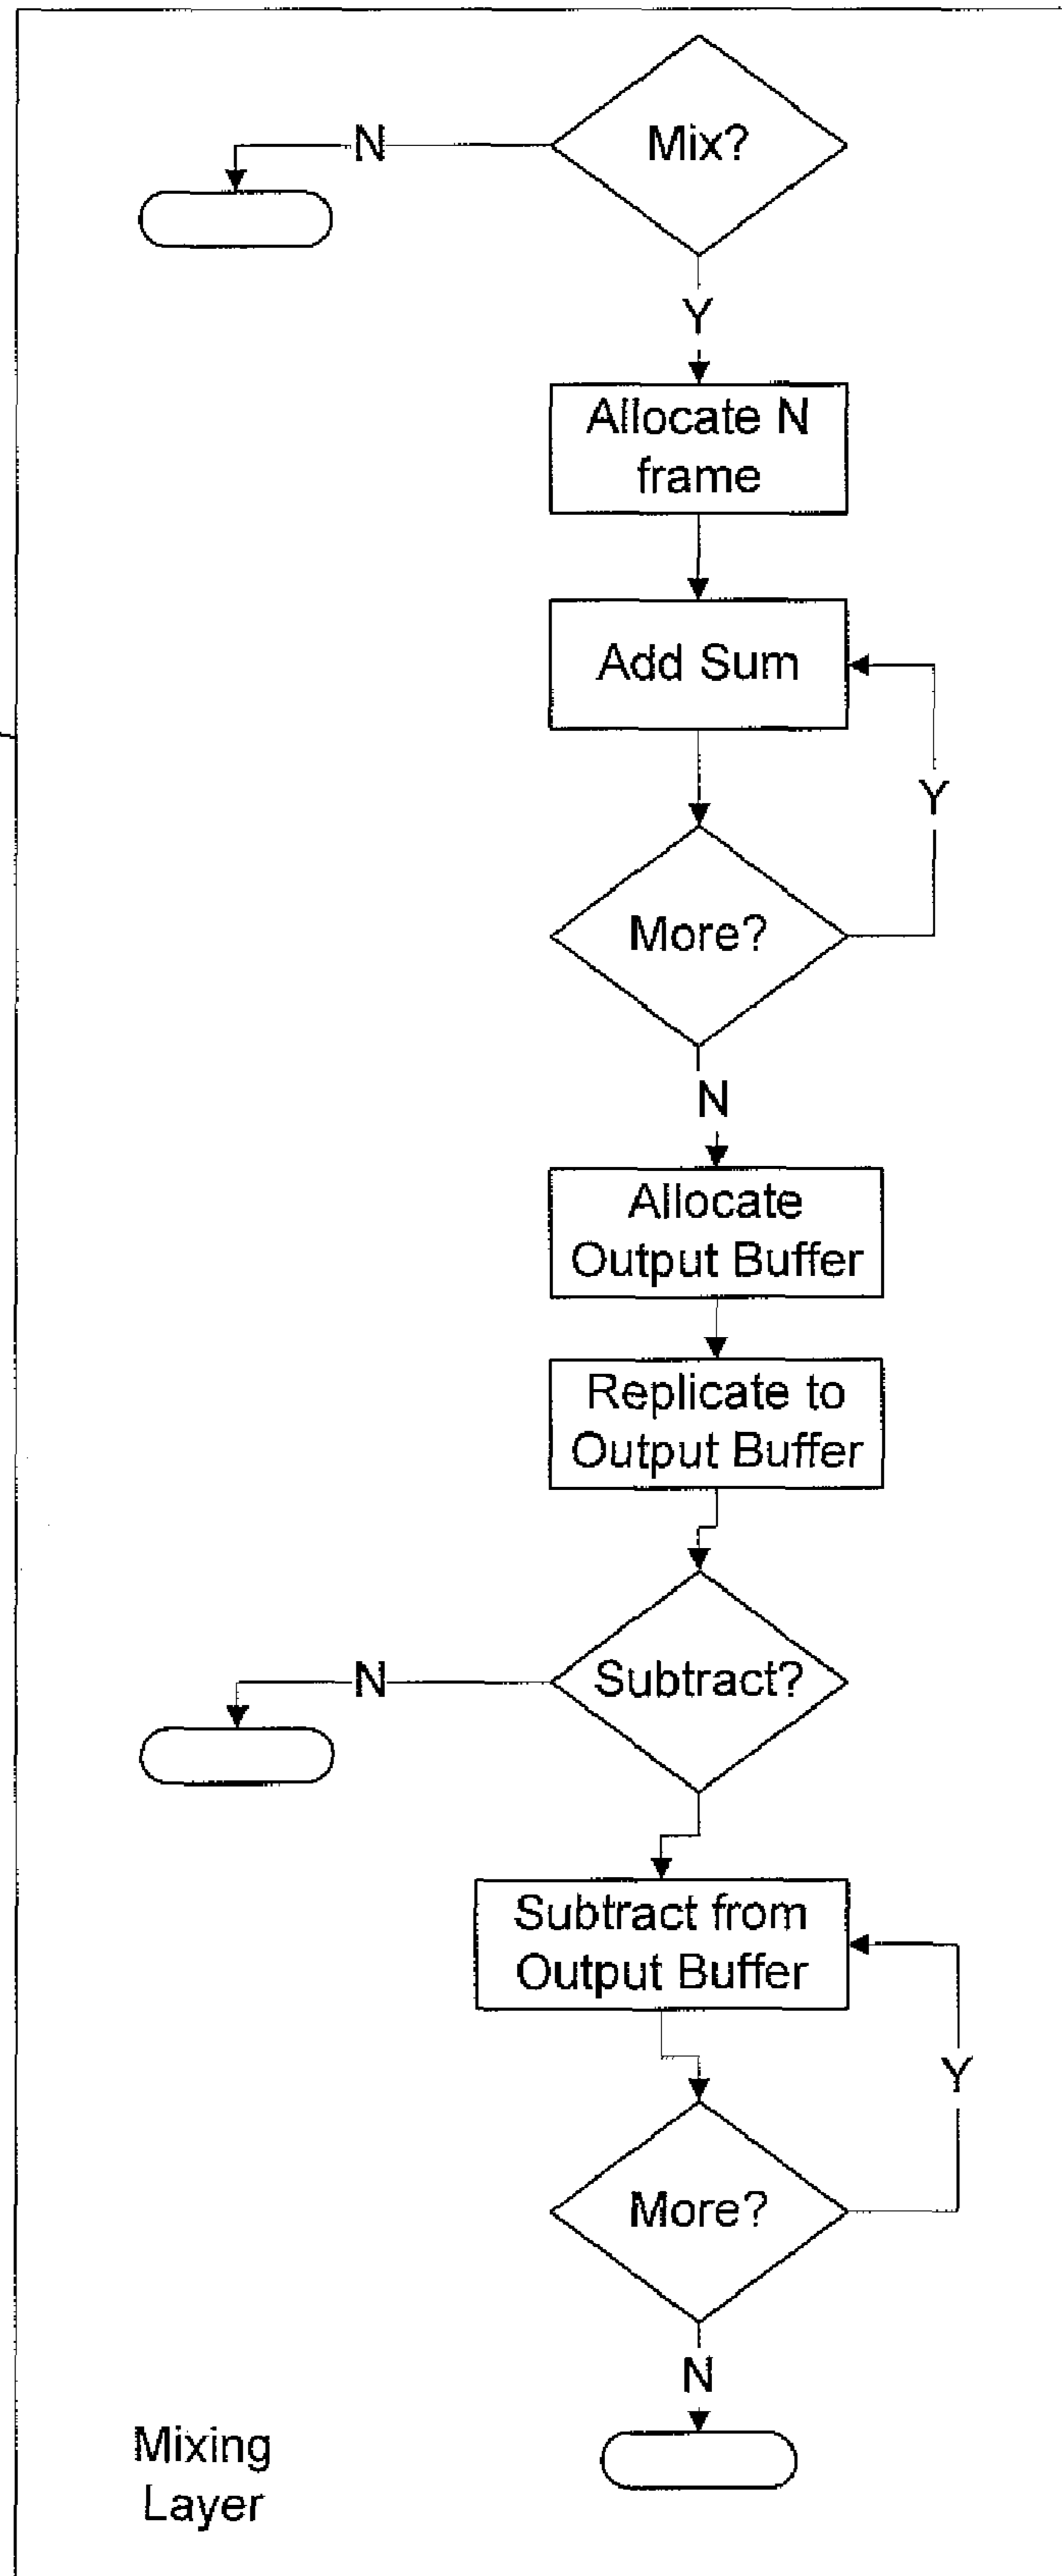 Mix?
N
Y
Allocate N
frame
Add Sum
Y
More?
N
Allocate
Output Buffer
Replicate to
Output Buffer
Subtract?
N
Subtract from
Output Buffer
Y
More?
N
Mixing
Layer